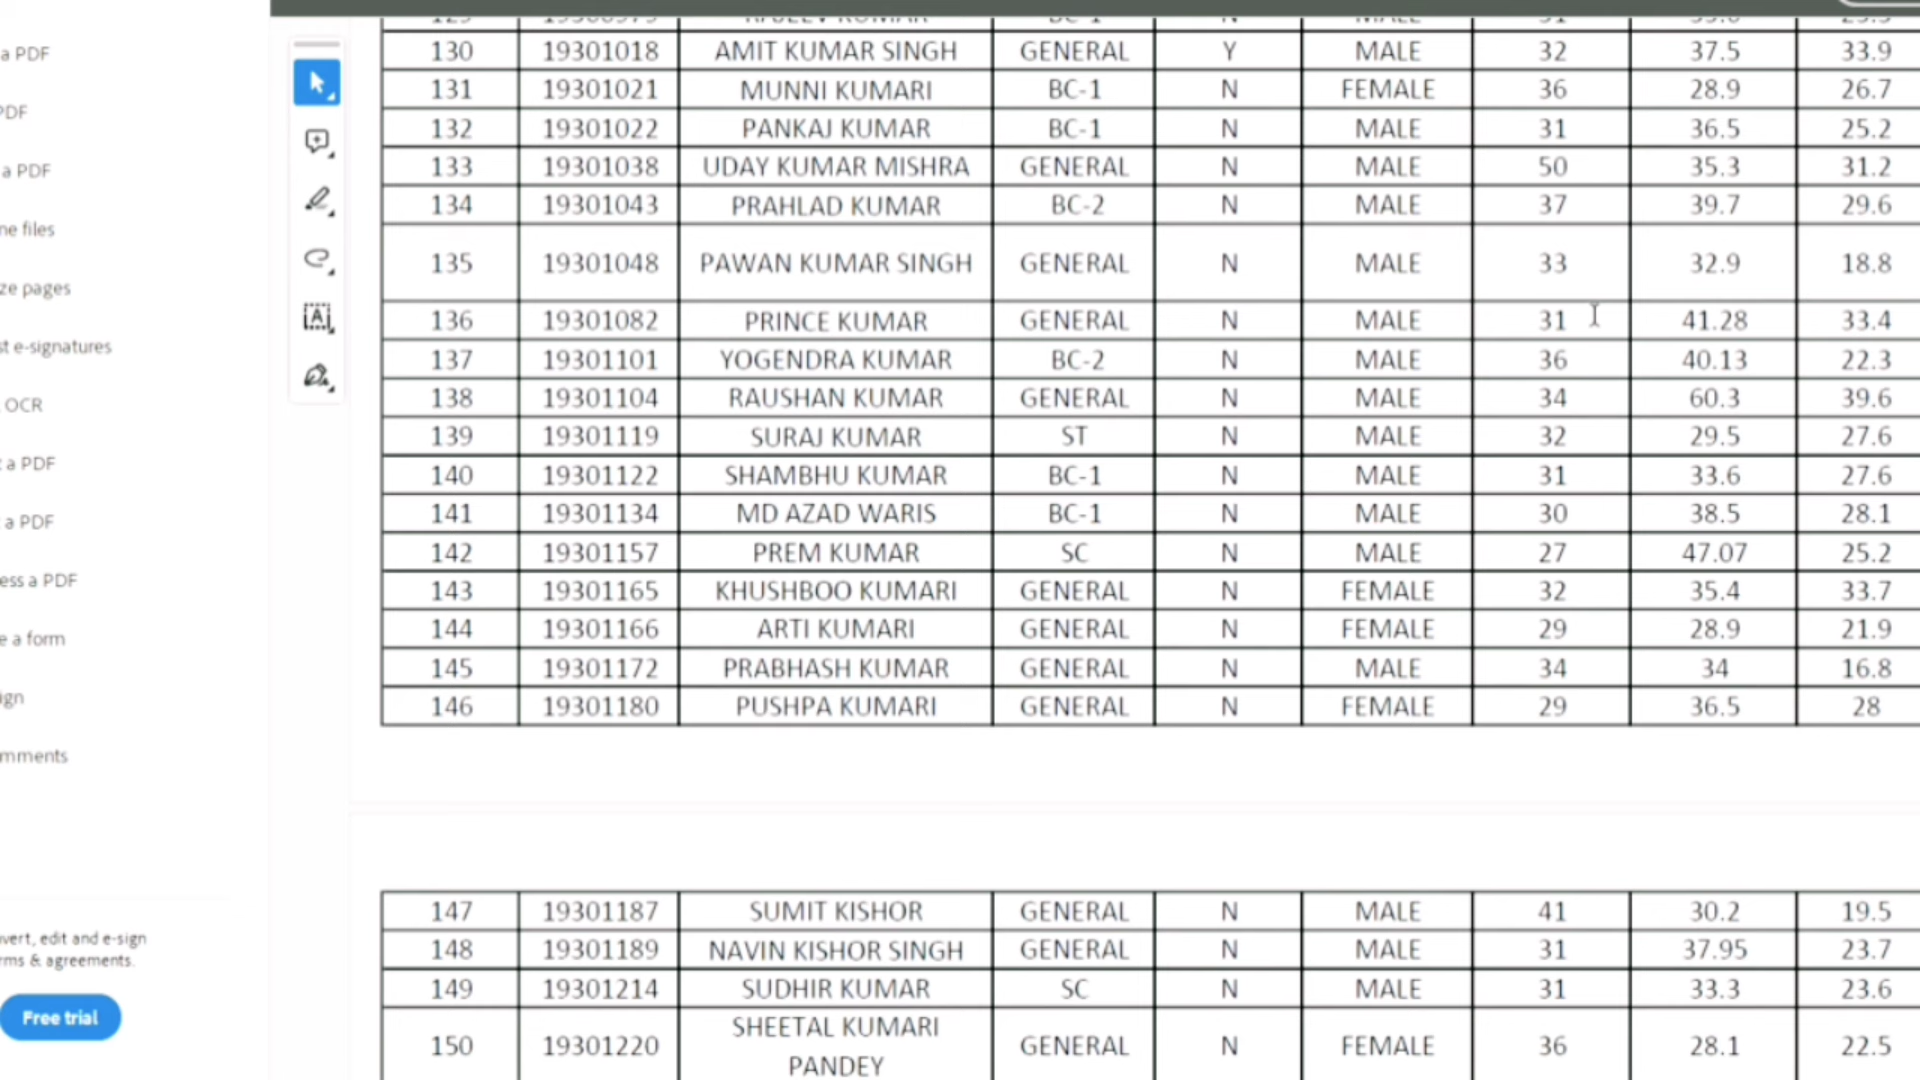 a PDF
PDF
a PDF
ne files
ze pages
st e-signatures
OCR
t a PDF
a PDF
ess a PDF
e a form
ign
mments
vert, edit and e-sign
rms & agreements.
Free trial
130 19301018 AMIT KUMAR SINGH GENERAL Y MALE 32 37.5 33.9
131 19301021 MUNNI KUMARI BC-1 N FEMALE 36 28.9 26.7
132 19301022 PANKAJ KUMAR BC-1 N MALE 31 36.5 25.2
133 19301038 UDAY KUMAR MISHRA GENERAL N MALE 50 35.3 31.2
134 19301043 PRAHLAD KUMAR BC-2 N MALE 37 39.7 29.6
135 19301048 PAWAN KUMAR SINGH GENERAL N MALE 33 32.9 18.8
136 19301082 PRINCE KUMAR GENERAL N MALE 31 41.28 33.4
137 19301101 YOGENDRA KUMAR BC-2 N MALE 36 40.13 22.3
138 19301104 RAUSHAN KUMAR GENERAL N MALE 34 60.3 39.6
139 19301119 SURAJ KUMAR ST N MALE 32 29.5 27.6
140 19301122 SHAMBHU KUMAR BC-1 N MALE 31 33.6 27.6
141 19301134 MD AZAD WARIS BC-1 N MALE 30 38.5 28.1
142 19301157 PREM KUMAR SC N MALE 27 47.07 25.2
143 19301165 KHUSHBOO KUMARI GENERAL N FEMALE 32 35.4 33.7
144 19301166 ARTI KUMARI GENERAL N FEMALE 29 28.9 21.9
145 19301172 PRABHASH KUMAR GENERAL N MALE 34 34 16.8
146 19301180 PUSHPA KUMARI GENERAL N FEMALE 29 36.5 28
147 19301187 SUMIT KISHOR GENERAL N MALE 41 30.2 19.5
148 19301189 NAVIN KISHOR SINGH GENERAL N MALE 31 37.95 23.7
149 19301214 SUDHIR KUMAR SC N MALE 31 33.3 23.6
150 19301220 SHEETAL KUMARI PANDEY GENERAL N FEMALE 36 28.1 22.5